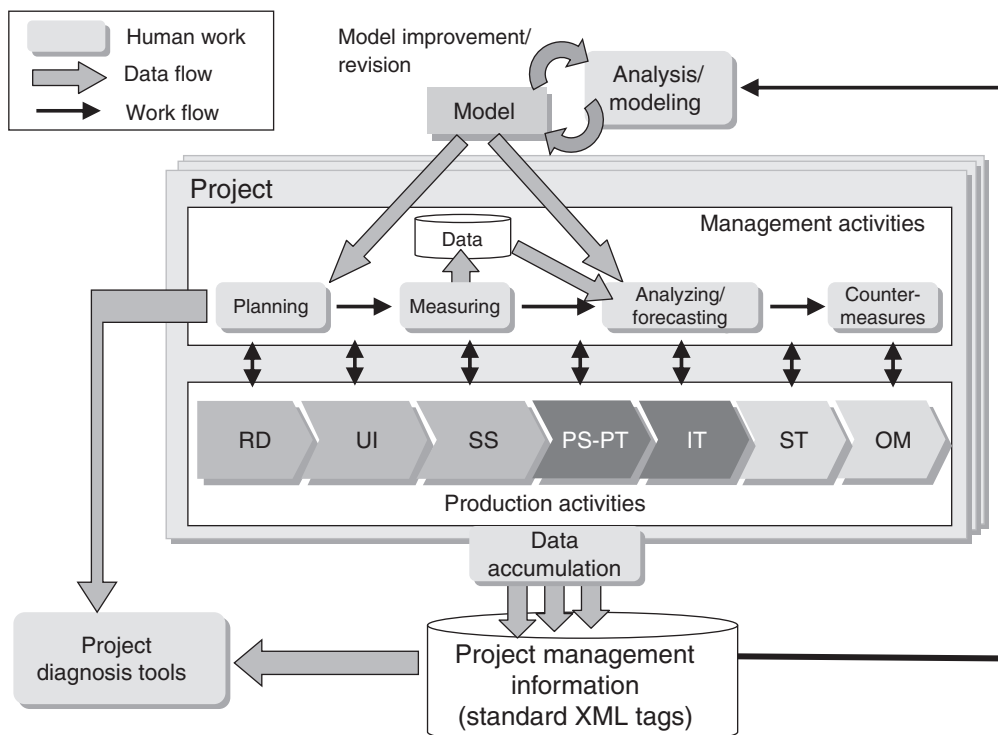 Human work
Data flow
Work flow
Model improvement/
revision
Analysis/
modeling
Model
Project
Management activities
Data
Planning
Measuring
Analyzing/
forecasting
Counter-
measures
RD
UI
SS
PS-PT
IT
ST
OM
Production activities
Data
accumulation
Project
diagnosis tools
Project management
information
(standard XML tags)